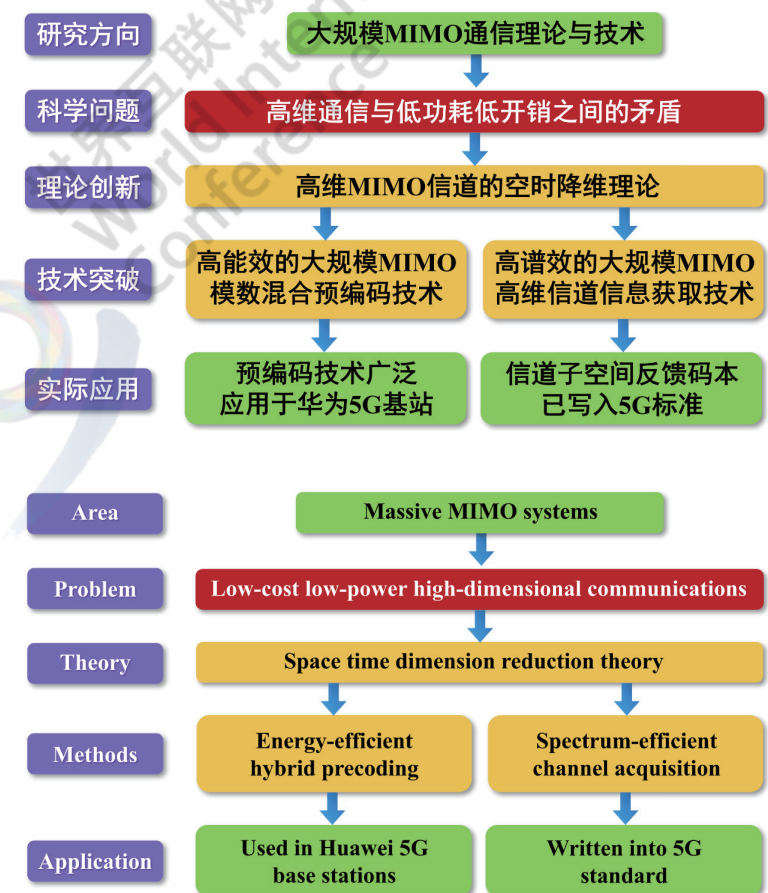 研究方向
大规模MIMO通信理论与技术
科学问题
高维通信与低功耗低开销之间的矛盾
理论创新
高维MIMO信道的空时降维理论
技术突破
高能效的大规模MIMO
模数混合预编码技术
高谱效的大规模MIMO
高维信道信息获取技术
实际应用
预编码技术广泛
应用于华为5G基站
信道子空间反馈码本
已写入5G标准
世界互联网
World Intern
Conference
Area
Massive MIMO systems
Problem
Low-cost low-power high-dimensional communications
Theory
Space time dimension reduction theory
Methods
Energy-efficient
hybrid precoding
Spectrum-efficient
channel acquisition
Application
Used in Huawei 5G
base stations
Written into 5G
standard